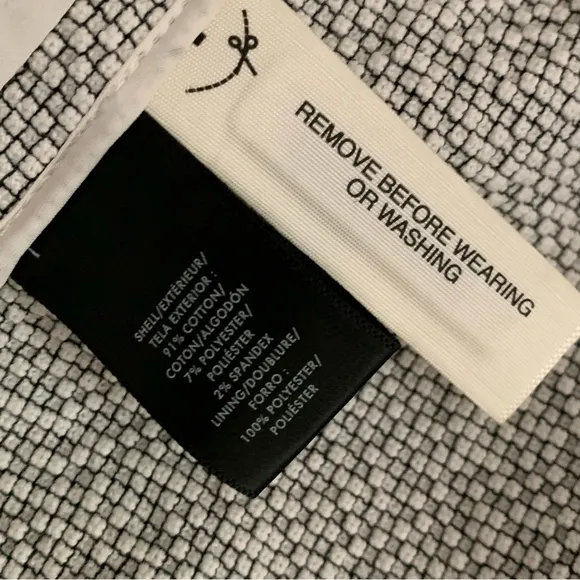 REMOVE BEFORE WEARING
OR WASHING
SHELL/EXTÉRIEUR/
TELA EXTERIOR :
91% COTTON/
COTON/ALGODÓN
7% POLYESTER/
POLIÉSTER
2% SPANDEX
LINING/DOUBLURE/
FORRO :
100% POLYESTER/
POLIÉSTER